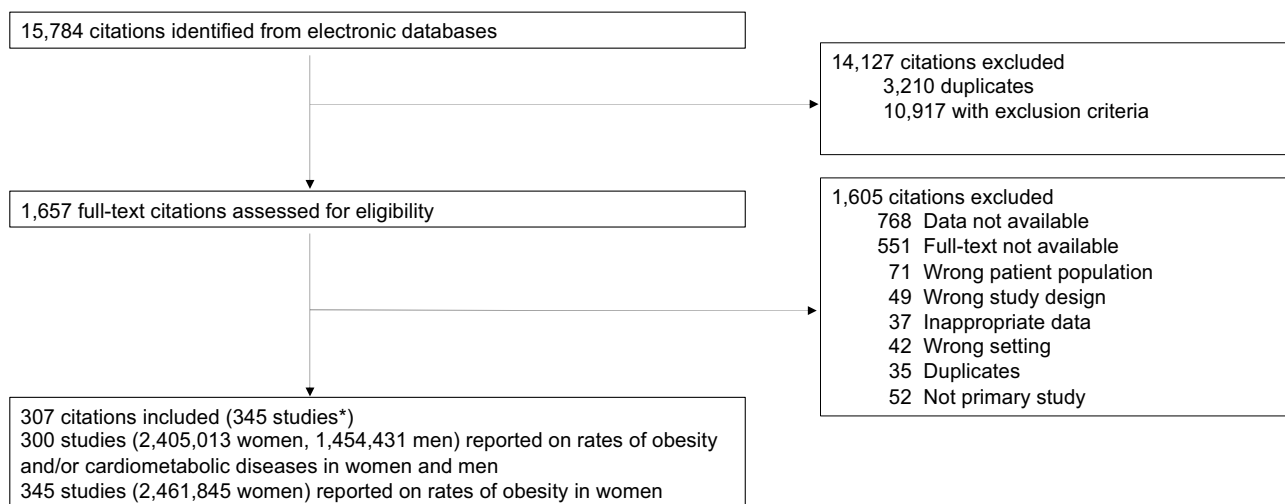 15,784 citations identified from electronic databases
14,127 citations excluded
3,210 duplicates
10,917 with exclusion criteria
1,657 full-text citations assessed for eligibility
1,605 citations excluded
768 Data not available
551 Full-text not available
71 Wrong patient population
49 Wrong study design
37 Inappropriate data
42 Wrong setting
35 Duplicates
52 Not primary study
307 citations included (345 studies*)
300 studies (2,405,013 women, 1,454,431 men) reported on rates of obesity
and/or cardiometabolic diseases in women and men
345 studies (2,461,845 women) reported on rates of obesity in women